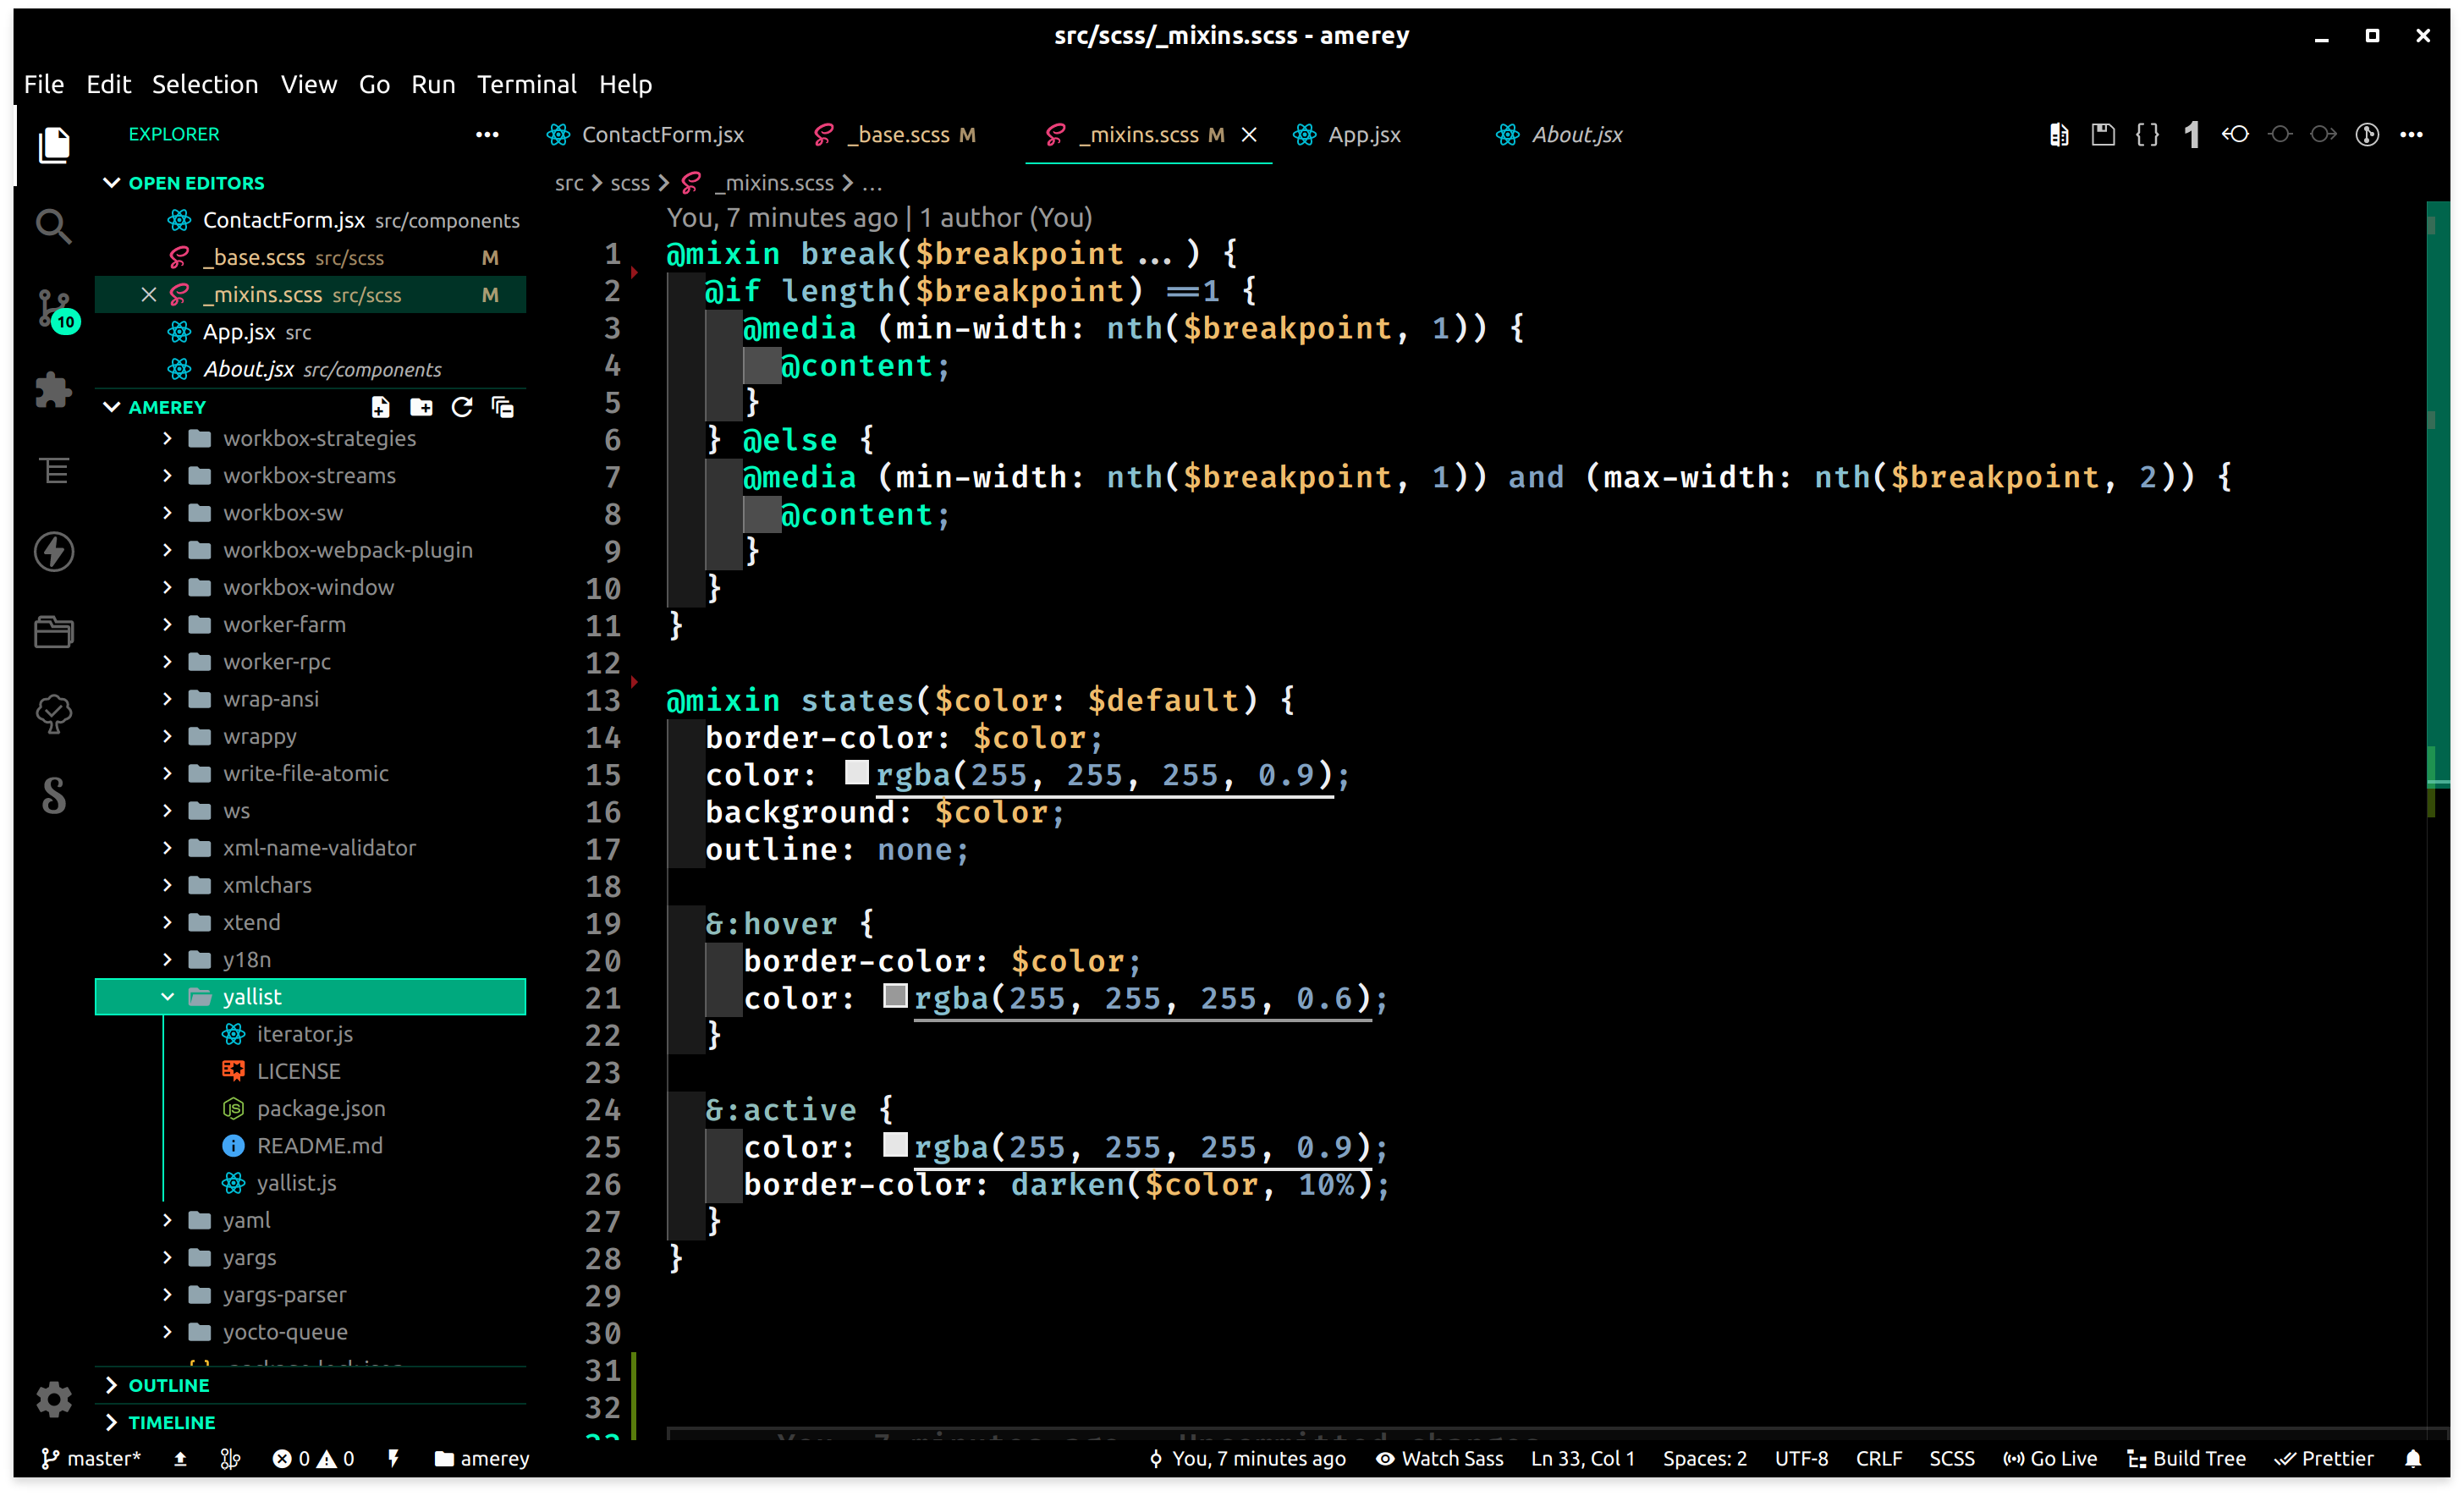 src/scss/_mixins.scss - amerey
File Edit Selection View Go Run Terminal Help
EXPLORER
OPEN EDITORS
ContactForm.jsx src/components
_base.scss src/scss M
_mixins.scss src/scss M
App.jsx src
About.jsx src/components
10
AMEREY
workbox-strategies
workbox-streams
workbox-sw
workbox-webpack-plugin
workbox-window
worker-farm
worker-rpc
wrap-ansi
wrappy
write-file-atomic
ws
xml-name-validator
xmlchars
xtend
y18n
yallist
iterator.js
LICENSE
package.json
README.md
yallist.js
yaml
yargs
yargs-parser
yocto-queue
OUTLINE
TIMELINE
ContactForm.jsx _base.scss M _mixins.scss M App.jsx About.jsx
src > scss > _mixins.scss > ...
You, 7 minutes ago | 1 author (You)
1 @mixin break($breakpoint...) {
2 @if length($breakpoint) ==1 {
3 @media (min-width: nth($breakpoint, 1)) {
4 @content;
5 }
6 } @else {
7 @media (min-width: nth($breakpoint, 1)) and (max-width: nth($breakpoint, 2)) {
8 @content;
9 }
10 }
11 }
12
13 @mixin states($color: $default) {
14 border-color: $color;
15 color: rgba(255, 255, 255, 0.9);
16 background: $color;
17 outline: none;
18
19 &:hover {
20 border-color: $color;
21 color: rgba(255, 255, 255, 0.6);
22 }
23
24 &:active {
25 color: rgba(255, 255, 255, 0.9);
26 border-color: darken($color, 10%);
27 }
28 }
29
30
31
32
33 You, 7 minutes ago Uncommitted changes
master* 0 0 amerey You, 7 minutes ago Watch Sass Ln 33, Col 1 Spaces: 2 UTF-8 CRLF SCSS Go Live Build Tree Prettier